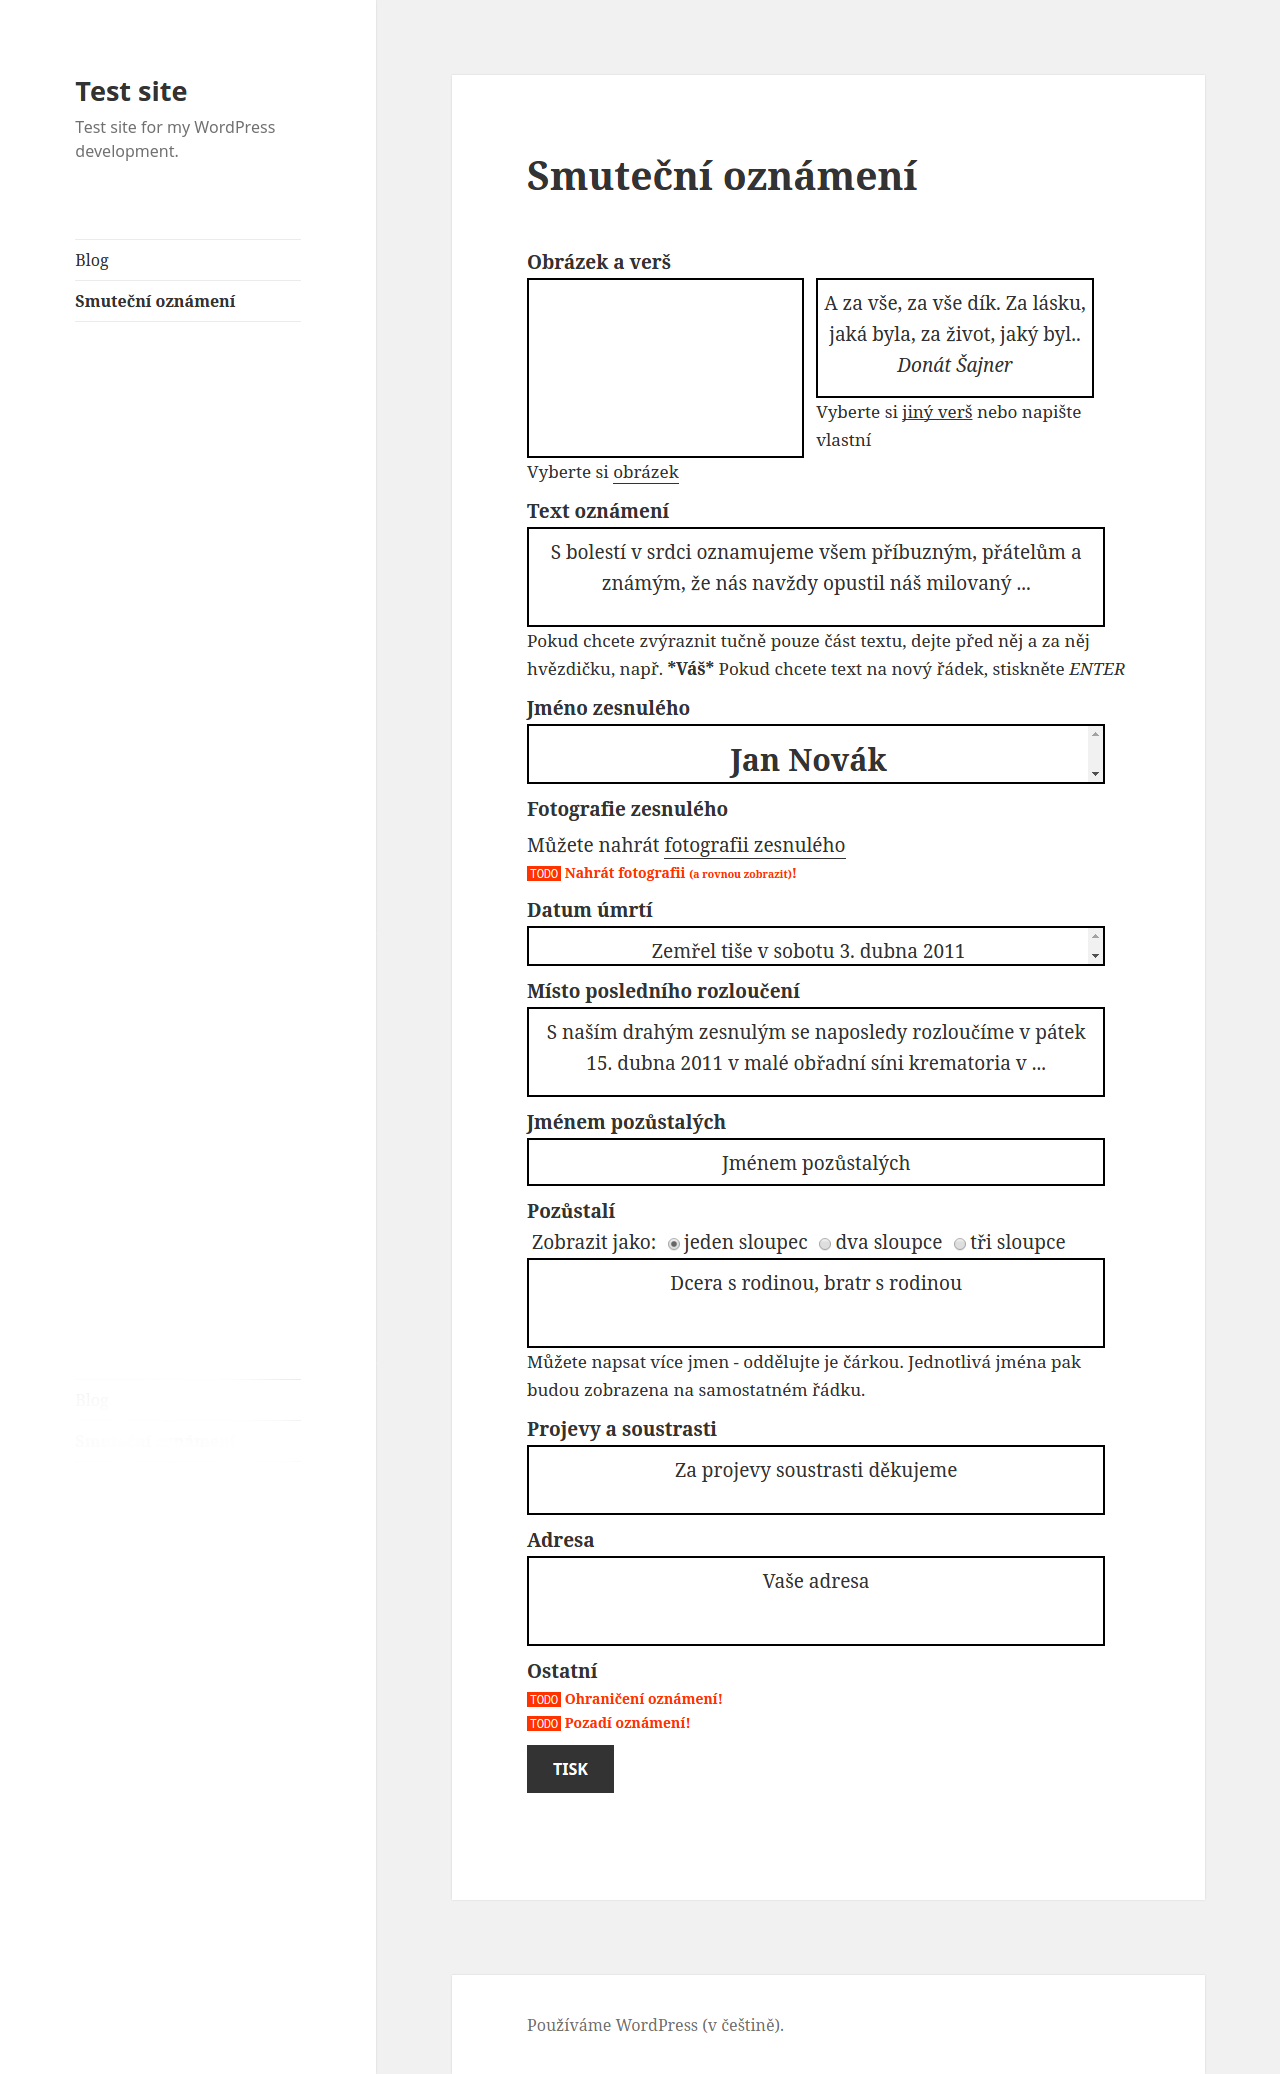 Test site
Test site for my WordPress
development.
Blog
Smuteční oznámení
Smuteční oznámení
Obrázek a verš
A za vše, za vše dík. Za lásku,
jaká byla, za život, jaký byl..
Donát Šajner
Vyberte si jiný verš nebo napište
vlastní
Vyberte si obrázek
Text oznámení
S bolestí v srdci oznamujeme všem příbuzným, přátelům a
známým, že nás navždy opustil náš milovaný ...
Pokud chcete zvýraznit tučně pouze část textu, dejte před něj a za něj
hvězdičku, např. *Váš* Pokud chcete text na nový řádek, stiskněte ENTER
Jméno zesnulého
Jan Novák
Fotografie zesnulého
Můžete nahrát fotografii zesnulého
TODO Nahrát fotografii (a rovnou zobrazit)!
Datum úmrtí
Zemřel tiše v sobotu 3. dubna 2011
Místo posledního rozloučení
S naším drahým zesnulým se naposledy rozloučíme v pátek
15. dubna 2011 v malé obřadní síni krematoria v ...
Jménem pozůstalých
Jménem pozůstalých
Pozůstalí
Zobrazit jako: jeden sloupec dva sloupce tři sloupce
Dcera s rodinou, bratr s rodinou
Můžete napsat více jmen - oddělujte je čárkou. Jednotlivá jména pak
budou zobrazena na samostatném řádku.
Blog
Projevy a soustrasti
Za projevy soustrasti děkujeme
Adresa
Vaše adresa
Ostatní
TODO Ohraničení oznámení!
TODO Pozadí oznámení!
TISK
Používáme WordPress (v češtině).